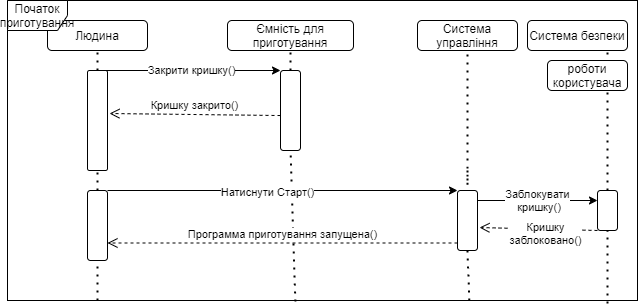 Початок
приготування
Людина
Ємність для
приготування
Система
управління
Система безпеки
роботи
користувача
Закрити кришку()
Кришку закрито()
Натиснути Старт()
Заблокувати
кришку()
Кришку
заблоковано()
Программа приготування запущена()